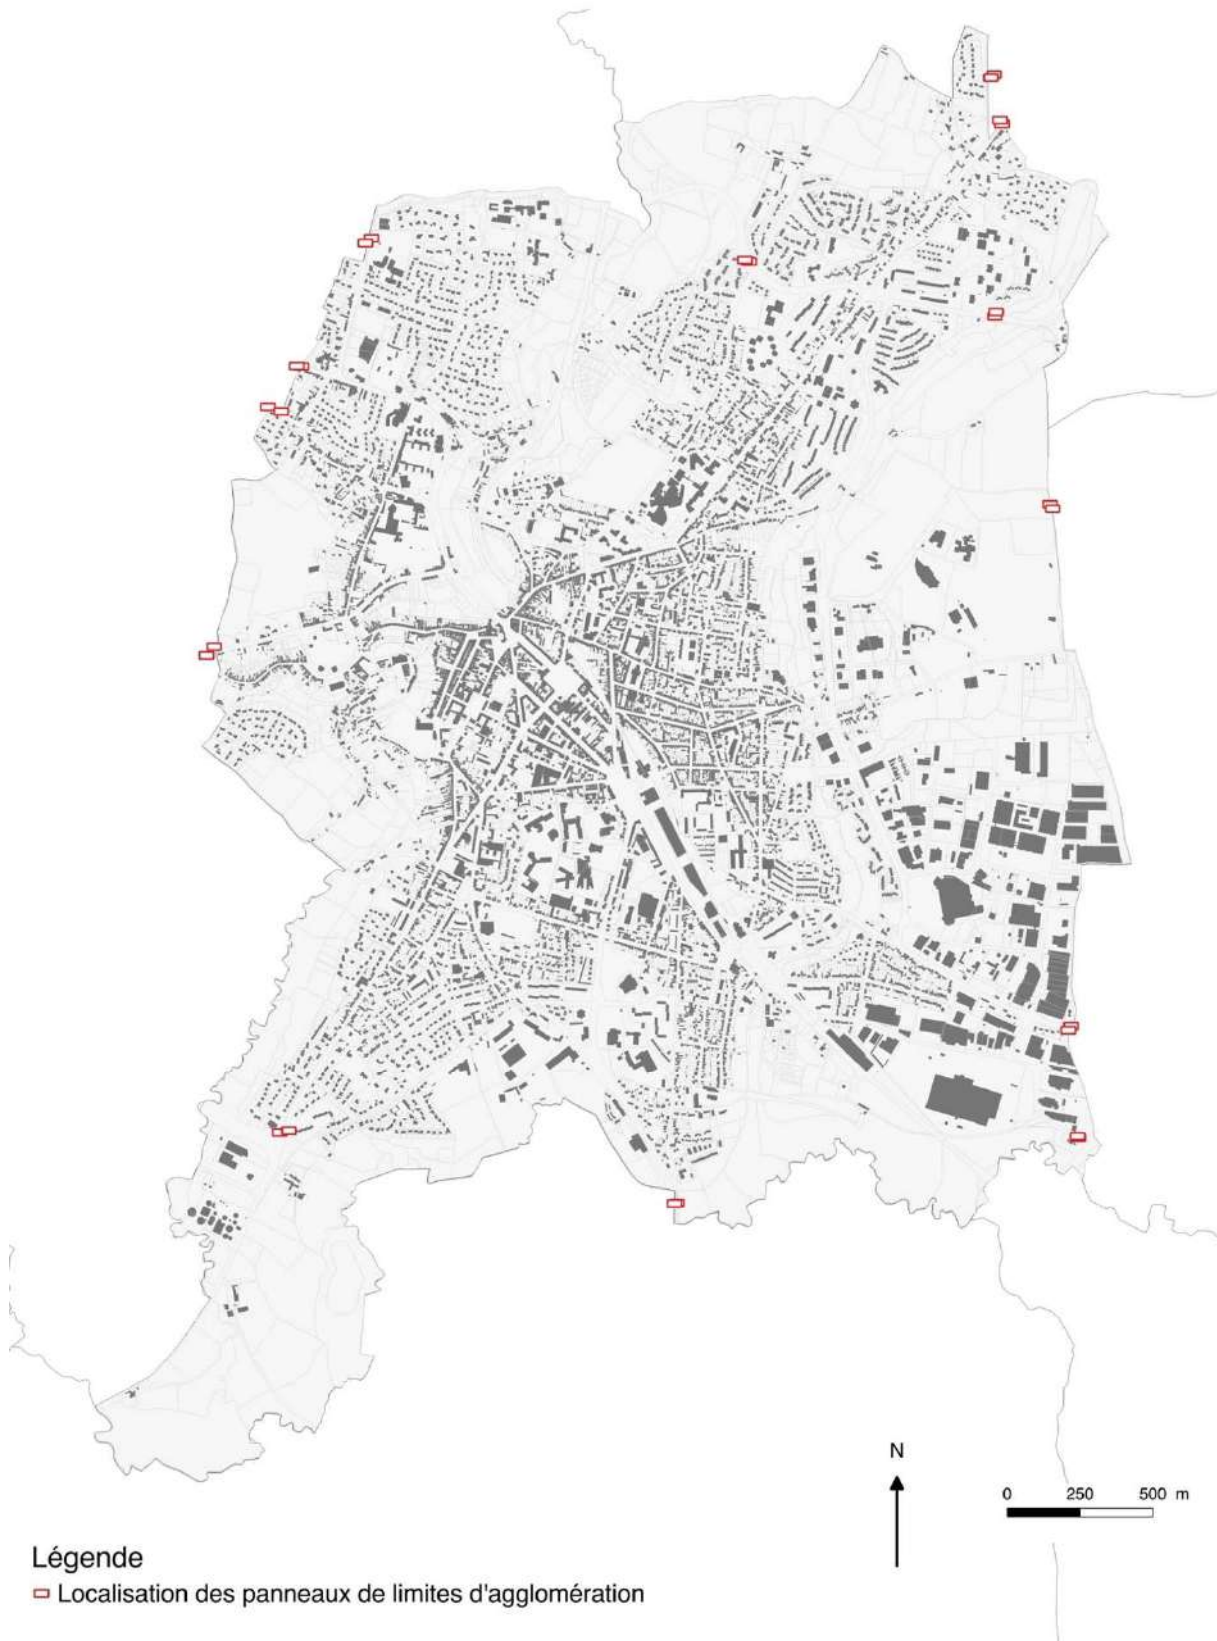 N
0 250 500 m
Légende
Localisation des panneaux de limites d'agglomération